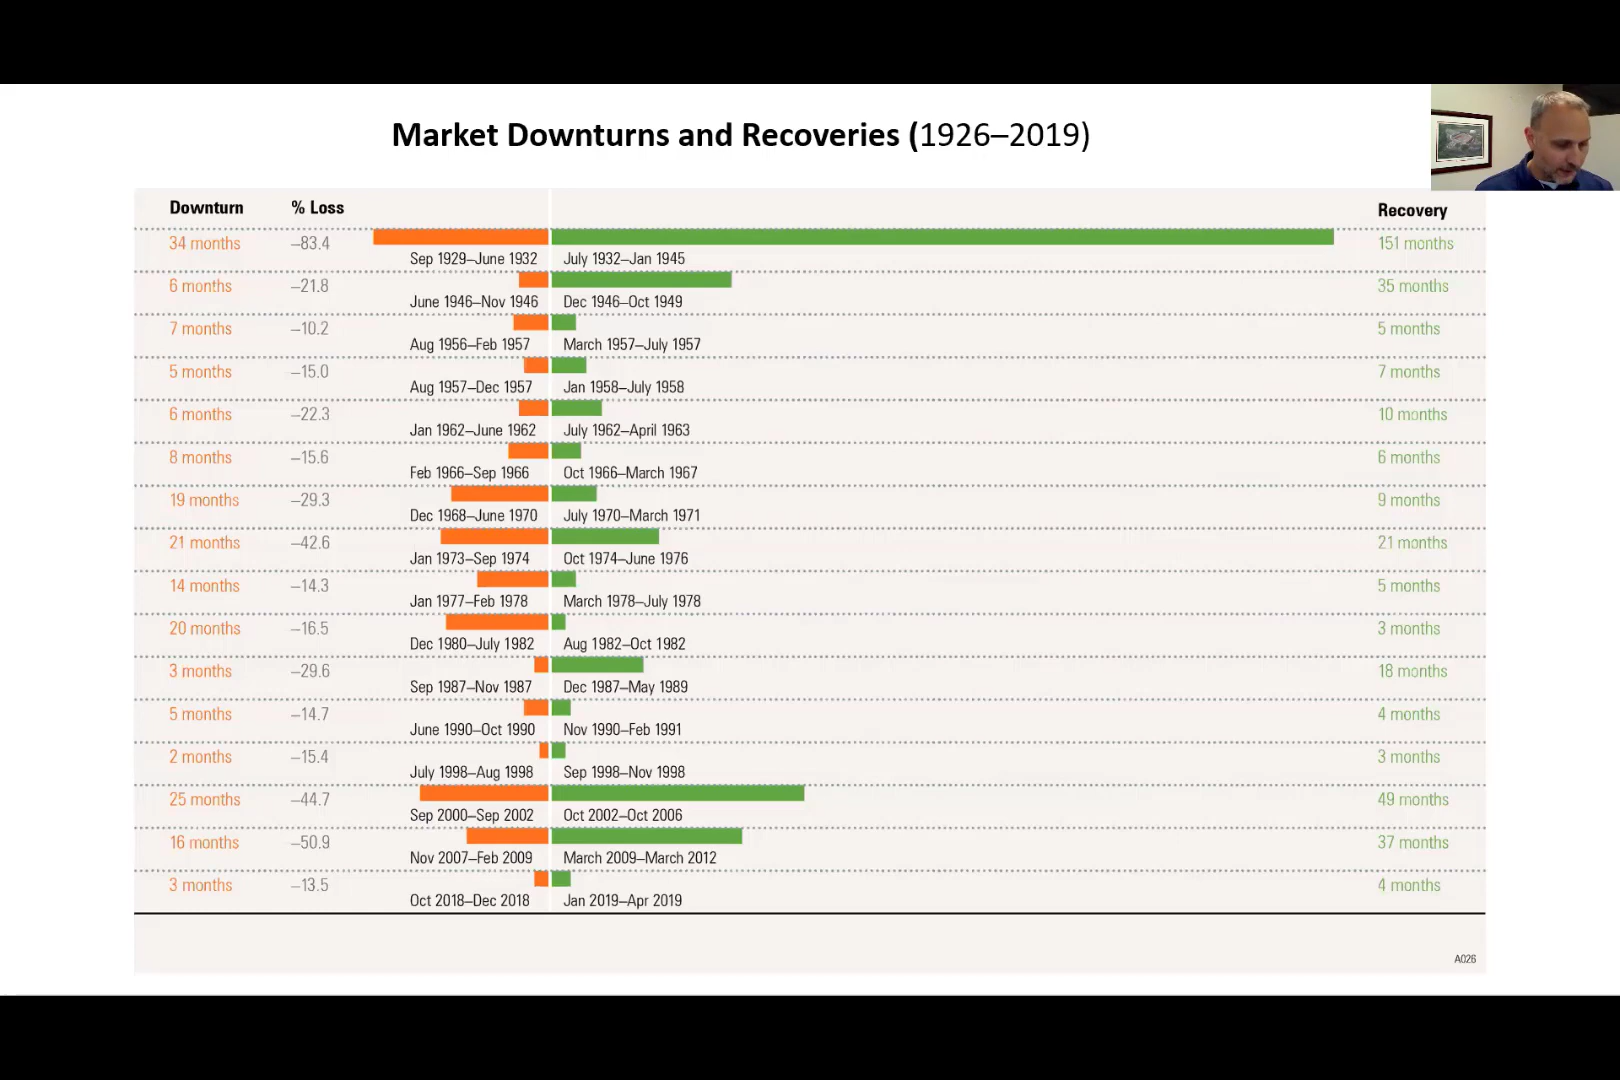 Market Downturns and Recoveries (1926–2019)
Downturn % Loss Recovery
34 months –83.4 151 months
Sep 1929–June 1932 July 1932–Jan 1945
6 months –21.8 35 months
June 1946–Nov 1946 Dec 1946–Oct 1949
7 months –10.2 5 months
Aug 1956–Feb 1957 March 1957–July 1957
5 months –15.0 7 months
Aug 1957–Dec 1957 Jan 1958–July 1958
6 months –22.3 10 months
Jan 1962–June 1962 July 1962–April 1963
8 months –15.6 6 months
Feb 1966–Sep 1966 Oct 1966–March 1967
19 months –29.3 9 months
Dec 1968–June 1970 July 1970–March 1971
21 months –42.6 21 months
Jan 1973–Sep 1974 Oct 1974–June 1976
14 months –14.3 5 months
Jan 1977–Feb 1978 March 1978–July 1978
20 months –16.5 3 months
Dec 1980–July 1982 Aug 1982–Oct 1982
3 months –29.6 18 months
Sep 1987–Nov 1987 Dec 1987–May 1989
5 months –14.7 4 months
June 1990–Oct 1990 Nov 1990–Feb 1991
2 months –15.4 3 months
July 1998–Aug 1998 Sep 1998–Nov 1998
25 months –44.7 49 months
Sep 2000–Sep 2002 Oct 2002–Oct 2006
16 months –50.9 37 months
Nov 2007–Feb 2009 March 2009–March 2012
3 months –13.5 4 months
Oct 2018–Dec 2018 Jan 2019–Apr 2019
A026